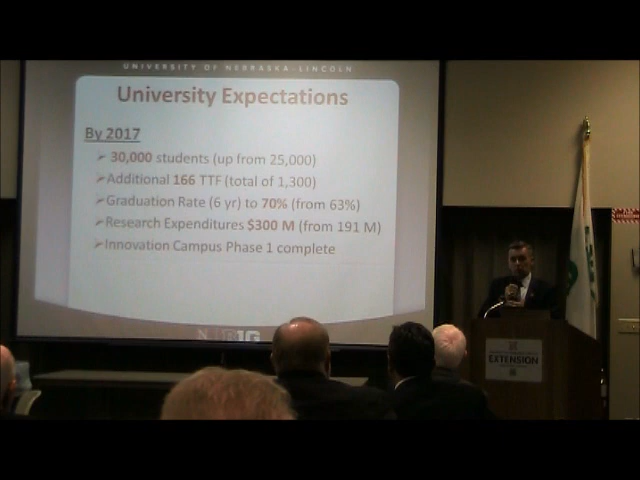 UNIVERSITY OF NEBRASKA–LINCOLN
University Expectations
By 2017
➢ 30,000 students (up from 25,000)
➢ Additional 166 TTF (total of 1,300)
➢ Graduation Rate (6 yr) to 70% (from 63%)
➢ Research Expenditures $300 M (from 191 M)
➢ Innovation Campus Phase 1 complete
EXTENSION